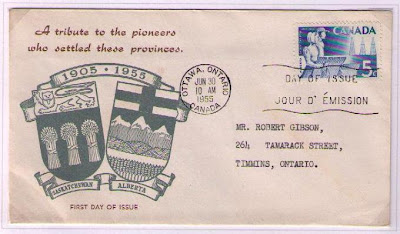 A tribute to the pioneers
who settled these provinces.
1905 · 1955
SASKATCHEWAN
ALBERTA
FIRST DAY OF ISSUE
OTTAWA, ONTARIO
JUN 30
10 AM
1955
CANADA
CANADA
5
DAY OF ISSUE
JOUR D'ÉMISSION
MR. ROBERT GIBSON,
264 TAMARACK STREET,
TIMMINS, ONTARIO.